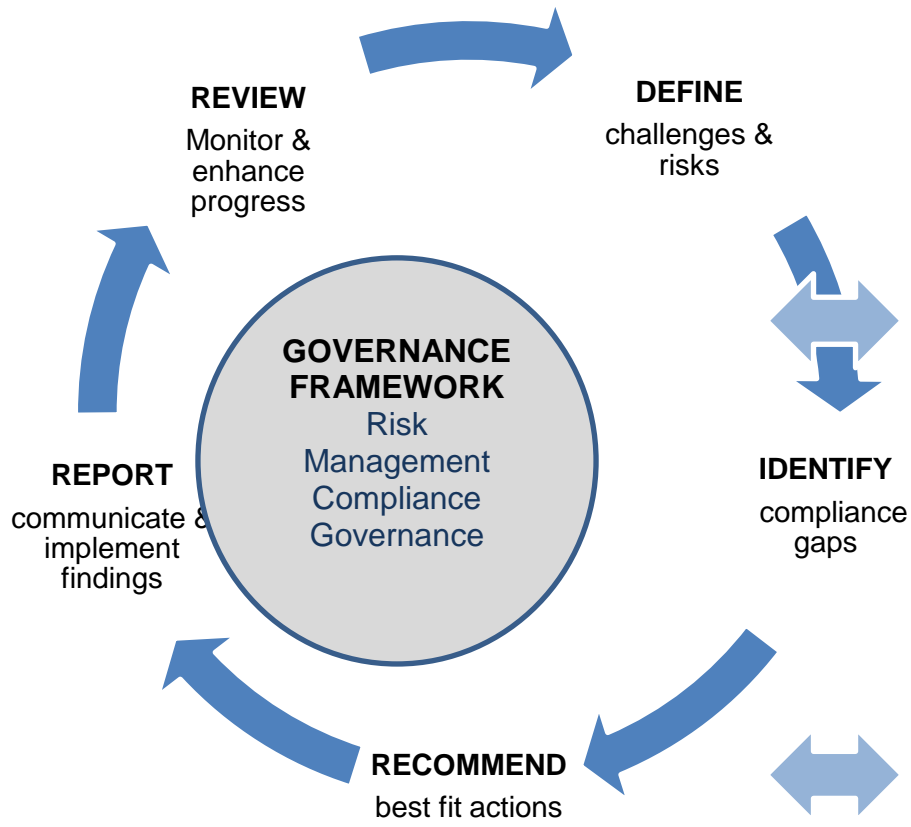 REVIEW
Monitor &
enhance
progress
DEFINE
challenges &
risks
GOVERNANCE
FRAMEWORK
Risk
Management
Compliance
Governance
IDENTIFY
compliance
gaps
REPORT
communicate &
implement
findings
RECOMMEND
best fit actions